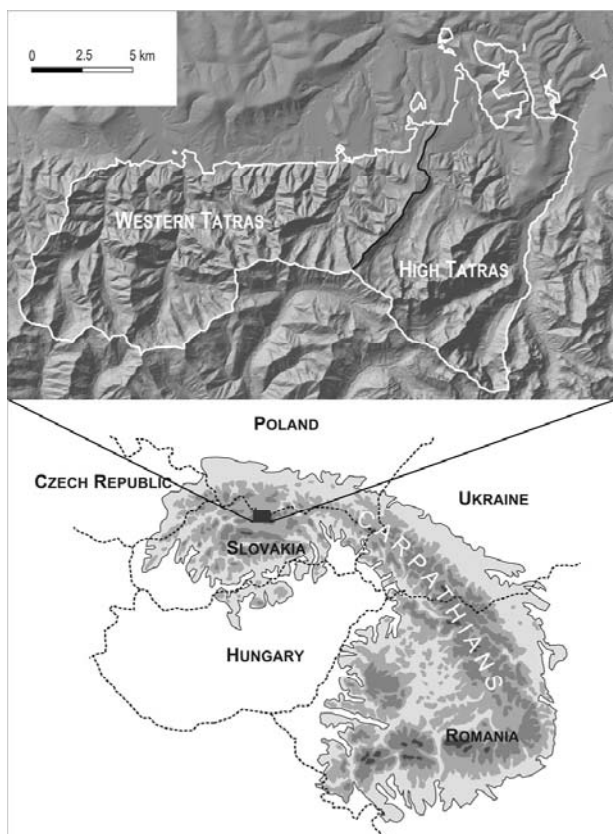 0 2.5 5 km
WESTERN TATRAS
HIGH TATRAS
POLAND
CZECH REPUBLIC
UKRAINE
SLOVAKIA
CARPATHIANS
HUNGARY
ROMANIA